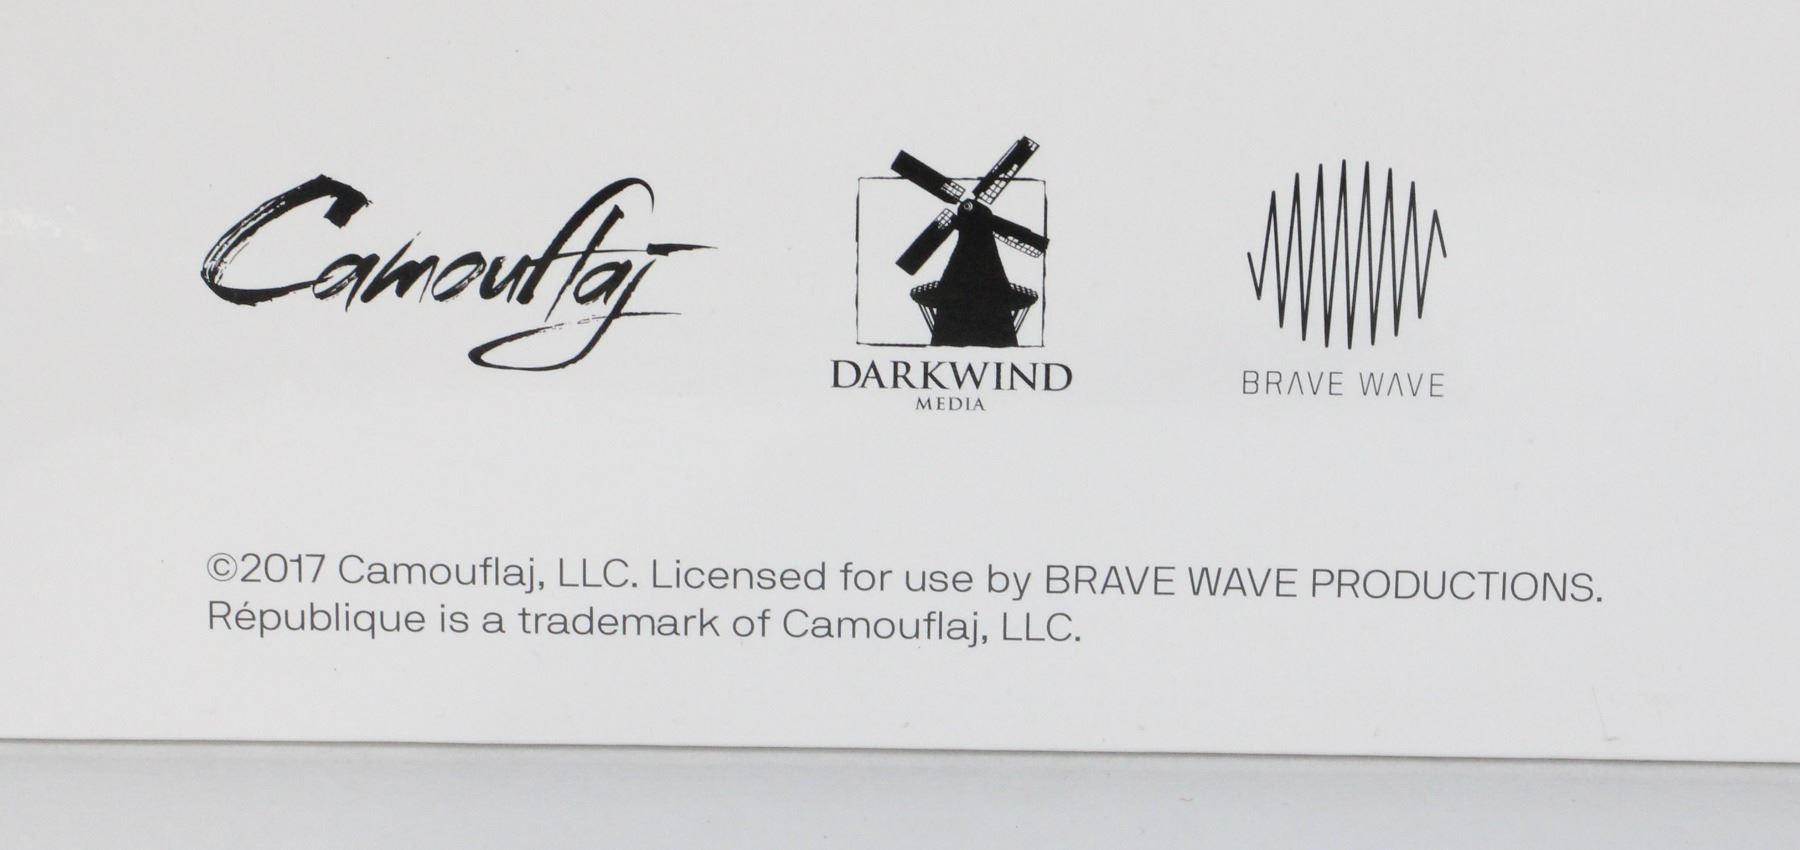 Camouflaj
DARKWIND
MEDIA
BRAVE WAVE
©2017 Camouflaj, LLC. Licensed for use by BRAVE WAVE PRODUCTIONS.
République is a trademark of Camouflaj, LLC.